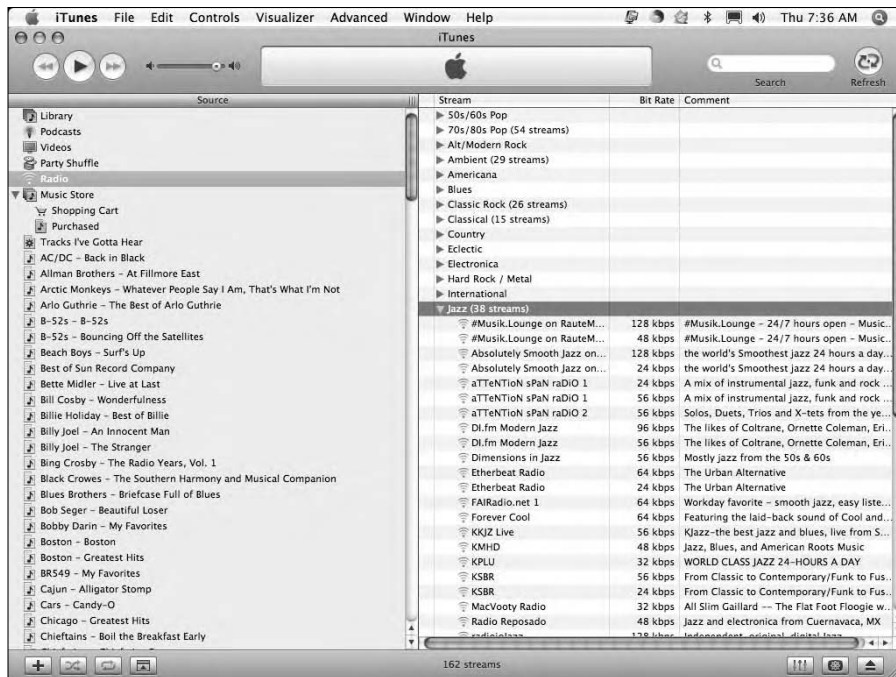 iTunes File Edit Controls Visualizer Advanced Window Help Thu 7:36 AM
iTunes
Search
Refresh
Source
Library
Podcasts
Videos
Party Shuffle
Radio
Music Store
Shopping Cart
Purchased
Tracks I've Gotta Hear
AC/DC – Back in Black
Allman Brothers – At Fillmore East
Arctic Monkeys – Whatever People Say I Am, That's What I'm Not
Arlo Guthrie – The Best of Arlo Guthrie
B-52s – B-52s
B-52s – Bouncing Off the Satellites
Beach Boys – Surf's Up
Best of Sun Record Company
Bette Midler – Live at Last
Bill Cosby – Wonderfulness
Billie Holiday – Best of Billie
Billy Joel – An Innocent Man
Billy Joel – The Stranger
Bing Crosby – The Radio Years, Vol. 1
Black Crowes – The Southern Harmony and Musical Companion
Blues Brothers – Briefcase Full of Blues
Bob Seger – Beautiful Loser
Bobby Darin – My Favorites
Boston – Boston
Boston – Greatest Hits
BR549 – My Favorites
Cajun – Alligator Stomp
Cars – Candy-O
Chicago – Greatest Hits
Chieftains – Boil the Breakfast Early
Stream Bit Rate Comment
50s/60s Pop
70s/80s Pop (54 streams)
Alt/Modern Rock
Ambient (29 streams)
Americana
Blues
Classic Rock (26 streams)
Classical (15 streams)
Country
Eclectic
Electronica
Hard Rock / Metal
International
Jazz (38 streams)
#Musik.Lounge on RauteM... 128 kbps #Musik.Lounge – 24/7 hours open – Music...
#Musik.Lounge on RauteM... 48 kbps #Musik.Lounge – 24/7 hours open – Music...
Absolutely Smooth Jazz on... 128 kbps the world's Smoothest jazz 24 hours a day...
Absolutely Smooth Jazz on... 24 kbps the world's Smoothest jazz 24 hours a day...
aTTeNTioN sPaN raDiO 1 24 kbps A mix of instrumental jazz, funk and rock ...
aTTeNTioN sPaN raDiO 1 56 kbps A mix of instrumental jazz, funk and rock ...
aTTeNTioN sPaN raDiO 2 56 kbps Solos, Duets, Trios and X-tets from the ye...
DI.fm Modern Jazz 96 kbps The likes of Coltrane, Ornette Coleman, Eri...
DI.fm Modern Jazz 56 kbps The likes of Coltrane, Ornette Coleman, Eri...
Dimensions in Jazz 56 kbps Mostly jazz from the 50s & 60s
Etherbeat Radio 64 kbps The Urban Alternative
Etherbeat Radio 24 kbps The Urban Alternative
FAIRadio.net 1 64 kbps Workday favorite – smooth jazz, easy liste...
Forever Cool 64 kbps Featuring the laid-back sound of Cool and...
KKJZ Live 56 kbps KJazz–the best jazz and blues, live from S...
KMHD 48 kbps Jazz, Blues, and American Roots Music
KPLU 32 kbps WORLD CLASS JAZZ 24-HOURS A DAY
KSBR 56 kbps From Classic to Contemporary/Funk to Fus...
KSBR 24 kbps From Classic to Contemporary/Funk to Fus...
MacVooty Radio 32 kbps All Slim Gaillard -- The Flat Foot Floogie w...
Radio Reposado 48 kbps Jazz and electronica from Cuernavaca, MX
162 streams